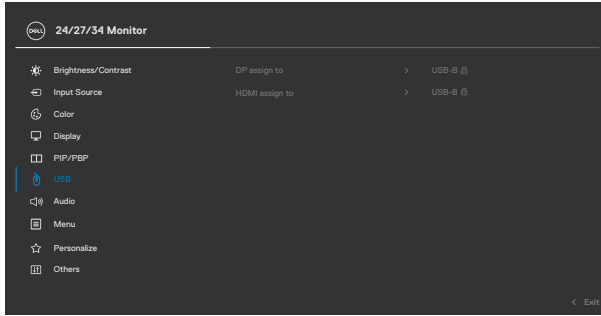 DELL 24/27/34 Monitor
Brightness/Contrast DP assign to > USB-B
Input Source HDMI assign to > USB-B
Color
Display
PIP/PBP
USB
Audio
Menu
Personalize
Others
< Exit